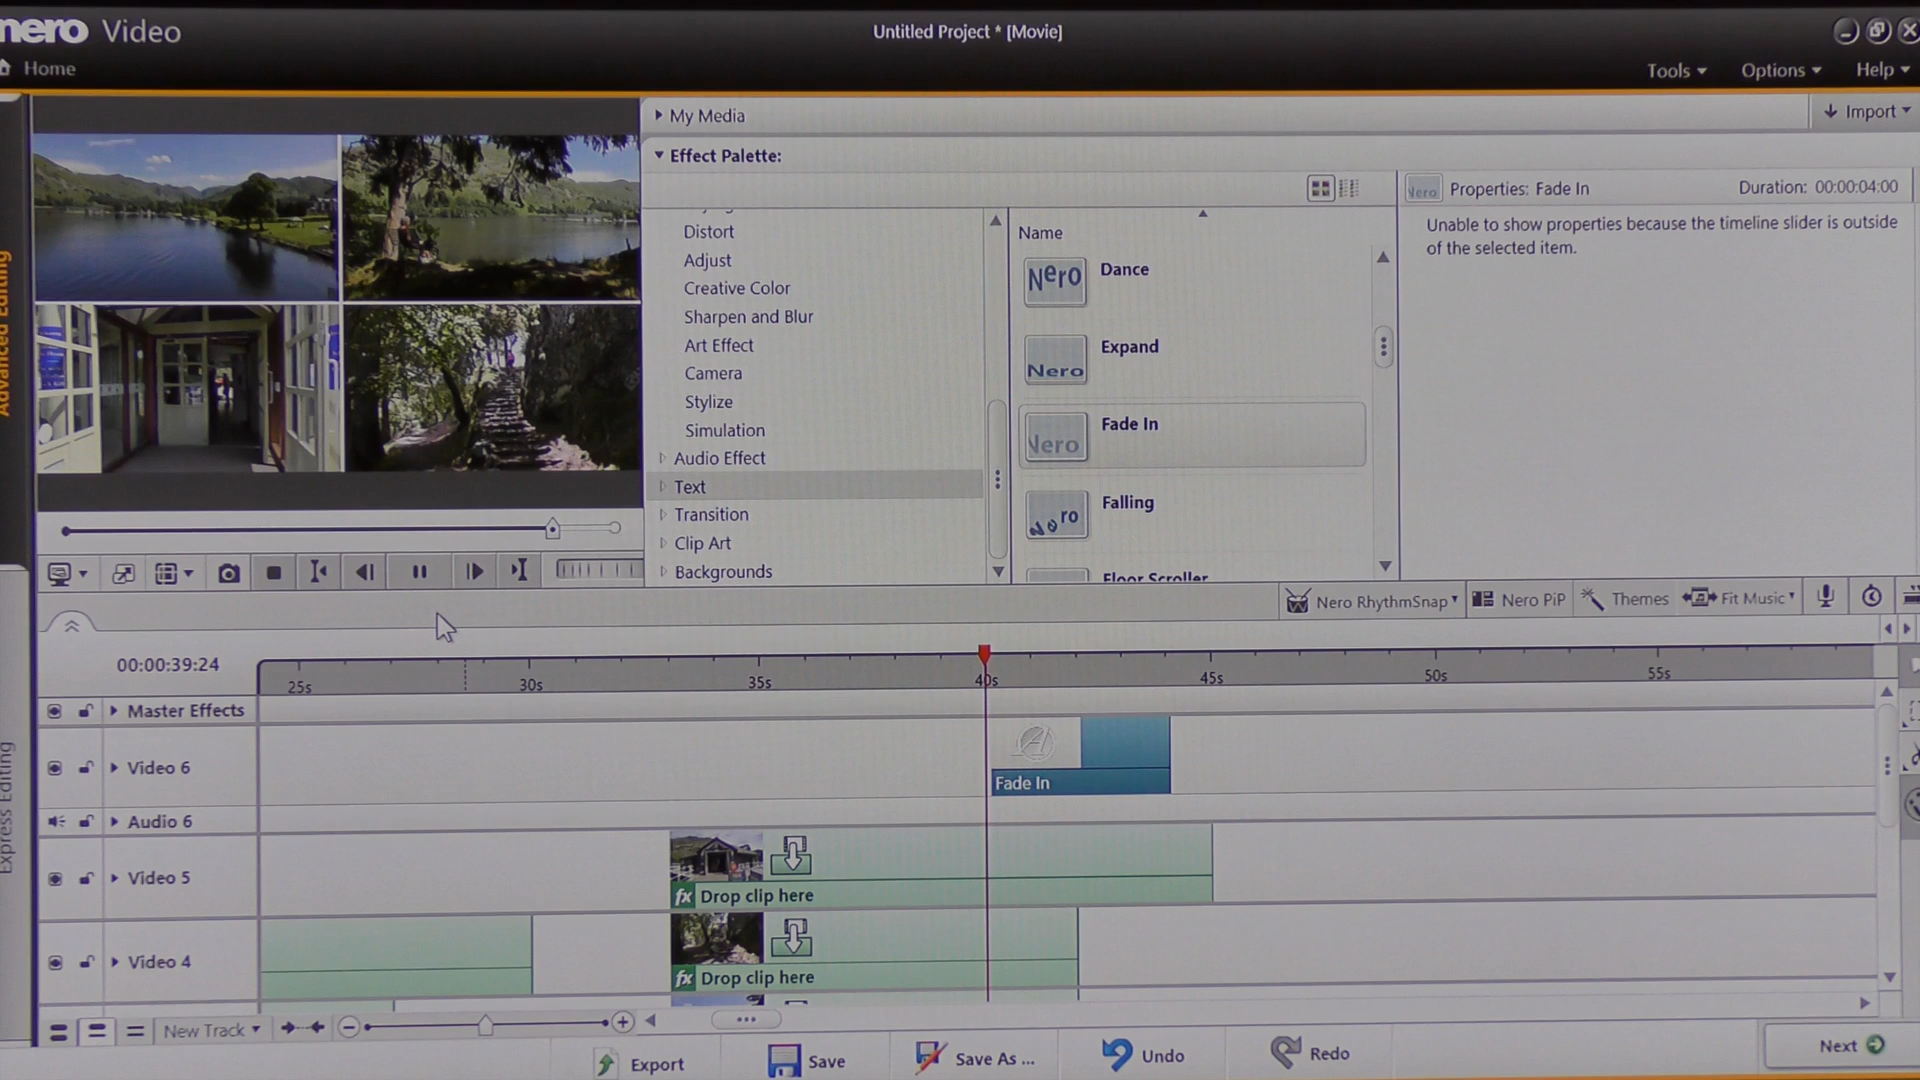 nero Video
Untitled Project * [Movie]
Home
Tools
Options
Help
My Media
Import
Effect Palette:
Properties: Fade In
Duration: 00:00:04:00
Unable to show properties because the timeline slider is outside
of the selected item.
Distort
Adjust
Creative Color
Sharpen and Blur
Art Effect
Camera
Stylize
Simulation
Audio Effect
Text
Transition
Clip Art
Backgrounds
Name
Nero
Dance
Nero
Expand
Nero
Fade In
Nero
Falling
Floor Scroller
Advanced Editing
Express Editing
Nero RhythmSnap
Nero PiP
Themes
Fit Music
00:00:39:24
25s
30s
35s
40s
45s
50s
55s
Master Effects
Video 6
Fade In
Audio 6
Video 5
fx Drop clip here
Video 4
fx Drop clip here
New Track
Export
Save
Save As ...
Undo
Redo
Next